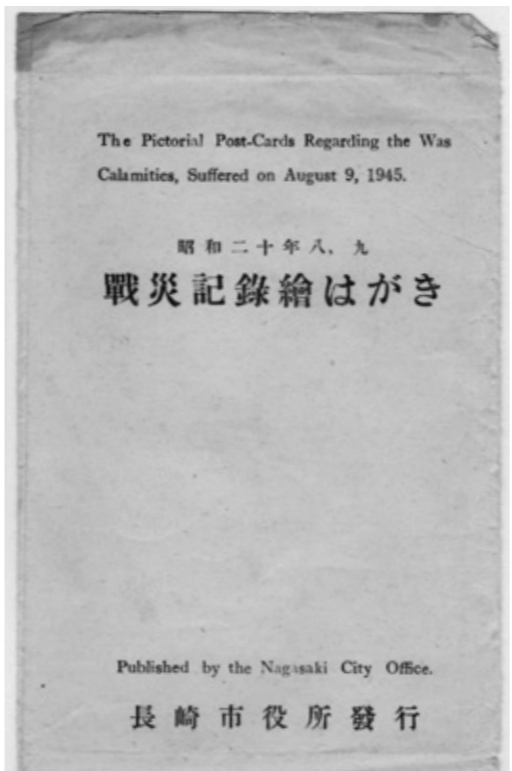 The Pictorial Post-Cards Regarding the Was
Calamities, Suffered on August 9, 1945.
昭和二十年八、九
戰災記錄繪はがき
Published by the Nagasaki City Office.
長崎市役所發行